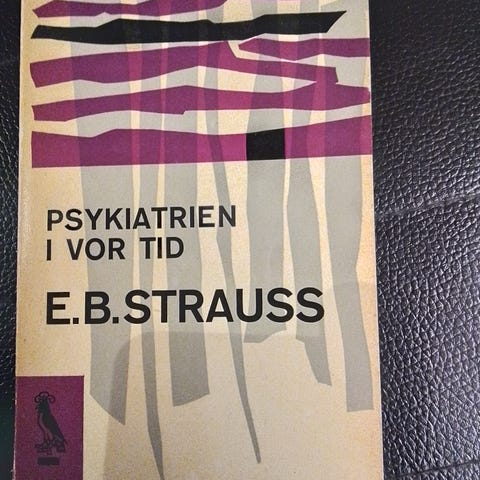 PSYKIATRIEN
I VOR TID
E.B.STRAUSS